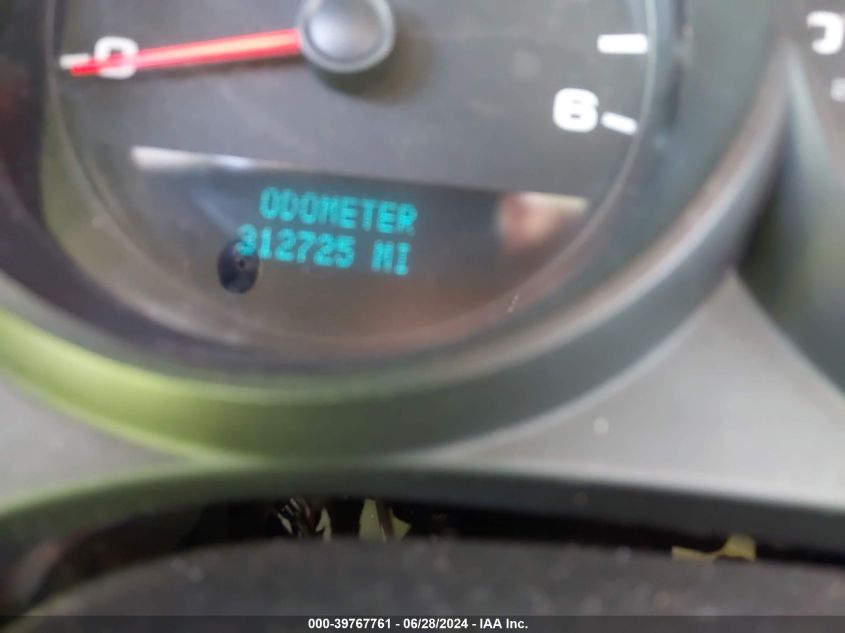 0
6
ODOMETER
312725 MI
000-39767761 - 06/28/2024 - IAA Inc.